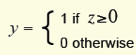 y = { 1 if z≥0
0 otherwise